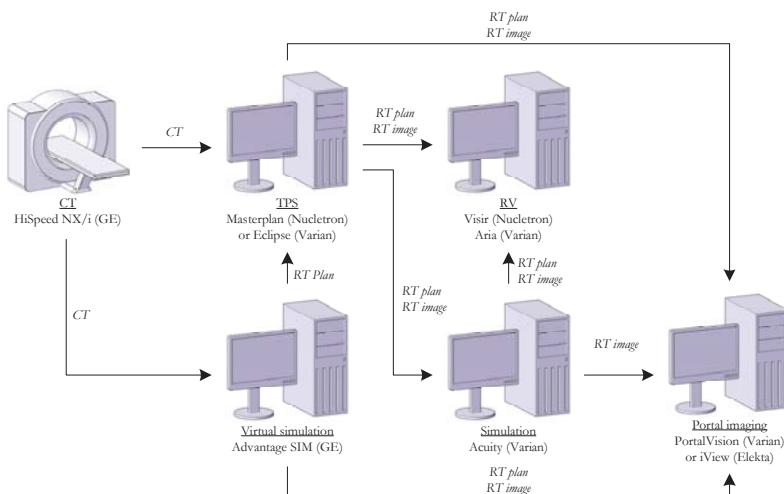 RT plan
RT image
CT
RT plan
RT image
CT
HiSpeed NX/i (GE)
TPS
Masterplan (Nucletron)
or Eclipse (Varian)
RV
Visir (Nucletron)
Aria (Varian)
RT Plan
RT plan
RT image
RT plan
RT image
CT
RT image
Virtual simulation
Advantage SIM (GE)
Simulation
Acuity (Varian)
Portal imaging
PortalVision (Varian)
or iView (Elekta)
RT plan
RT image